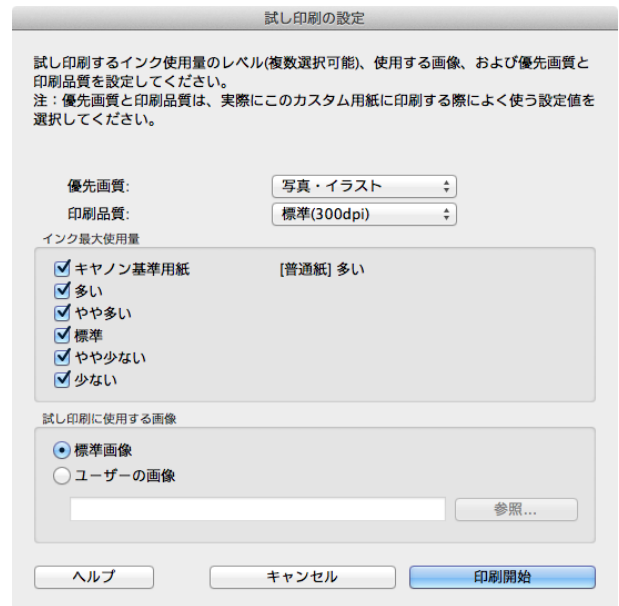 試し印刷の設定
試し印刷するインク使用量のレベル(複数選択可能)、使用する画像、および優先画質と
印刷品質を設定してください。
注：優先画質と印刷品質は、実際にこのカスタム用紙に印刷する際によく使う設定値を
選択してください。
優先画質: 写真・イラスト
印刷品質: 標準(300dpi)
インク最大使用量
キヤノン基準用紙 [普通紙] 多い
多い
やや多い
標準
やや少ない
少ない
試し印刷に使用する画像
標準画像
ユーザーの画像
参照...
ヘルプ キャンセル 印刷開始